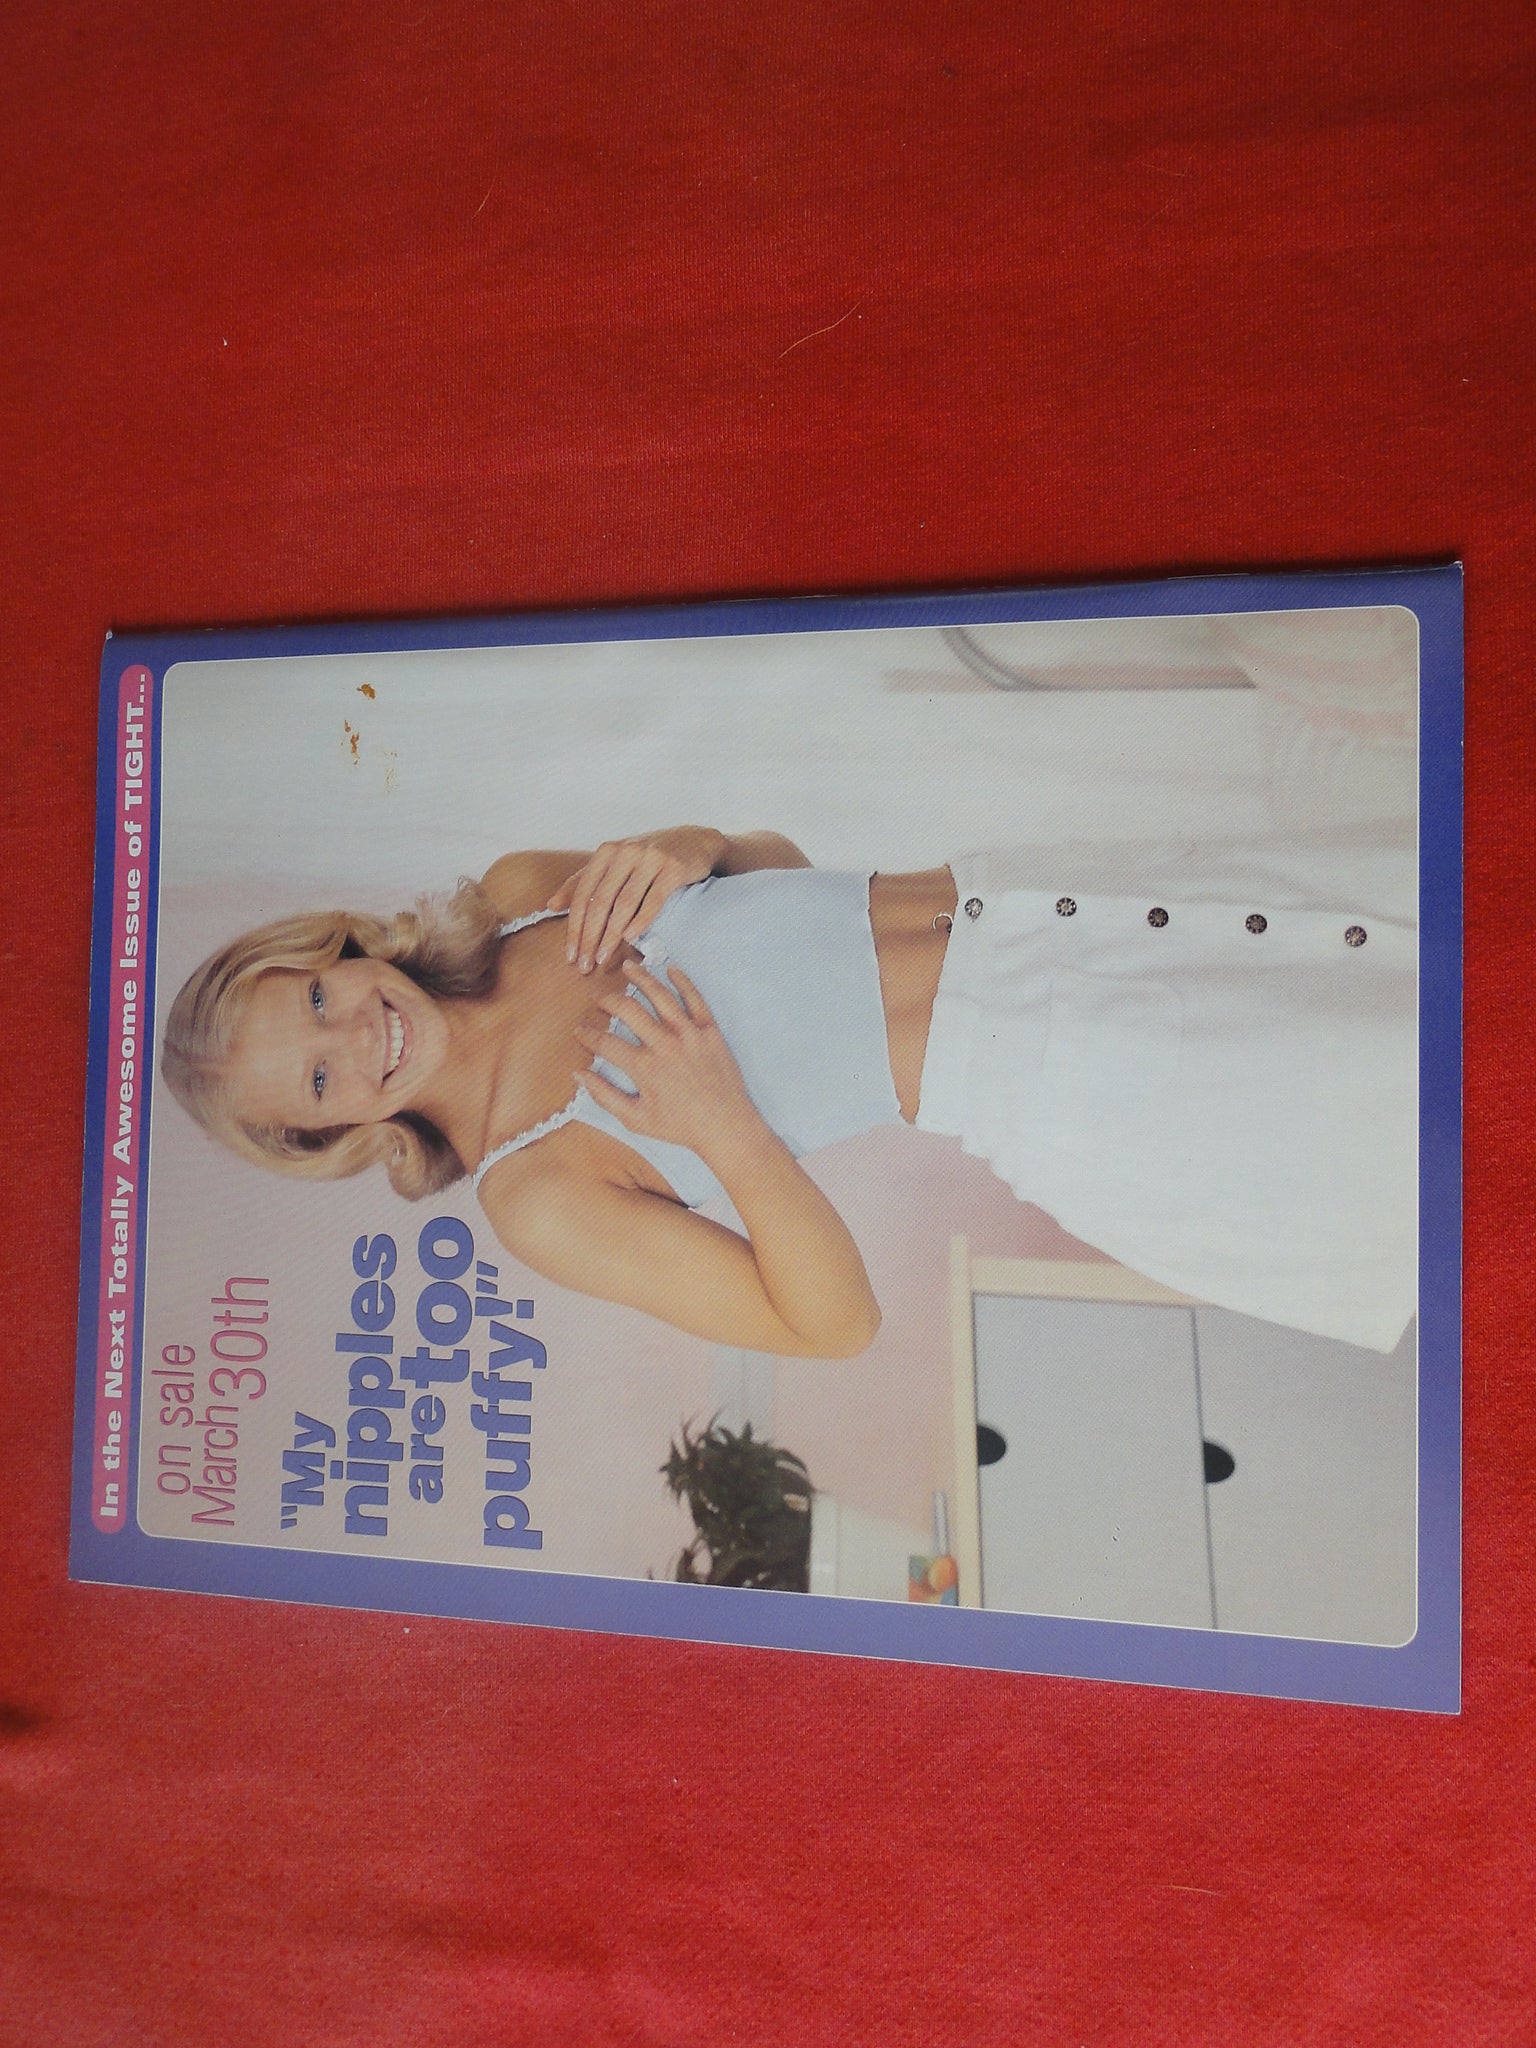 In the Next Totally Awesome Issue of TIGHT...
on sale
March 30th
"My
nipples
are too
puffy!"